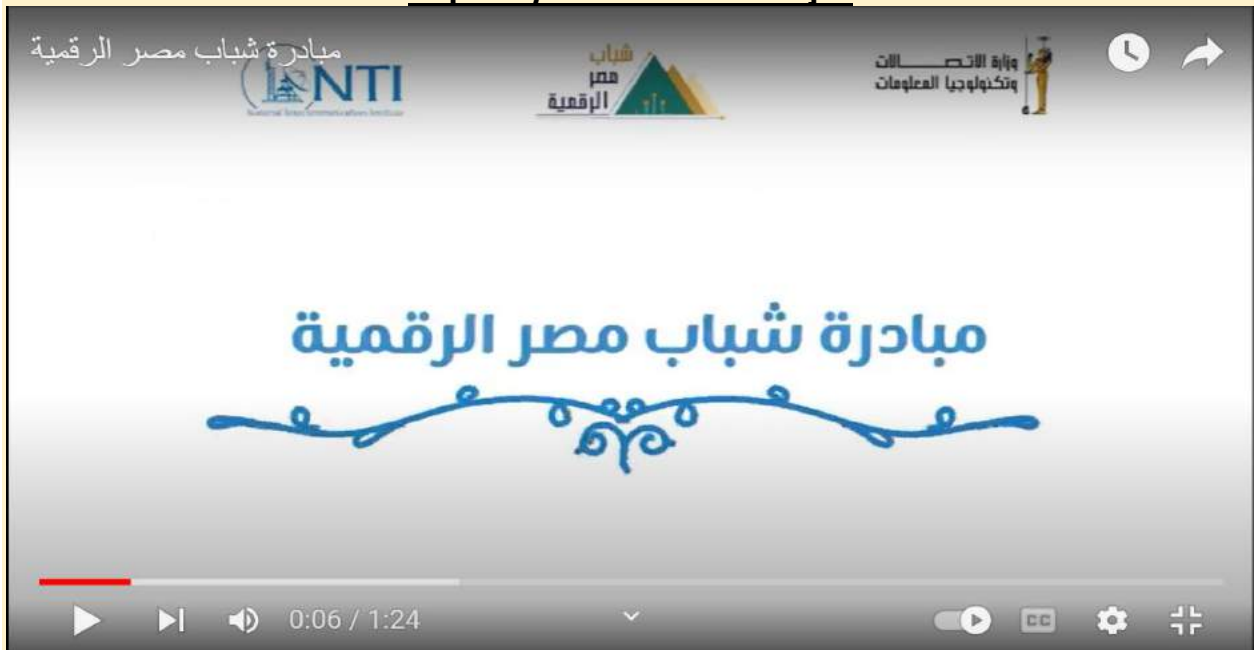 مبادرة شباب مصر الرقمية
NTI
شباب
مصر
الرقمية
وزارة الاتصالات
وتكنولوجيا المعلومات
مبادرة شباب مصر الرقمية
0:06 / 1:24
CC